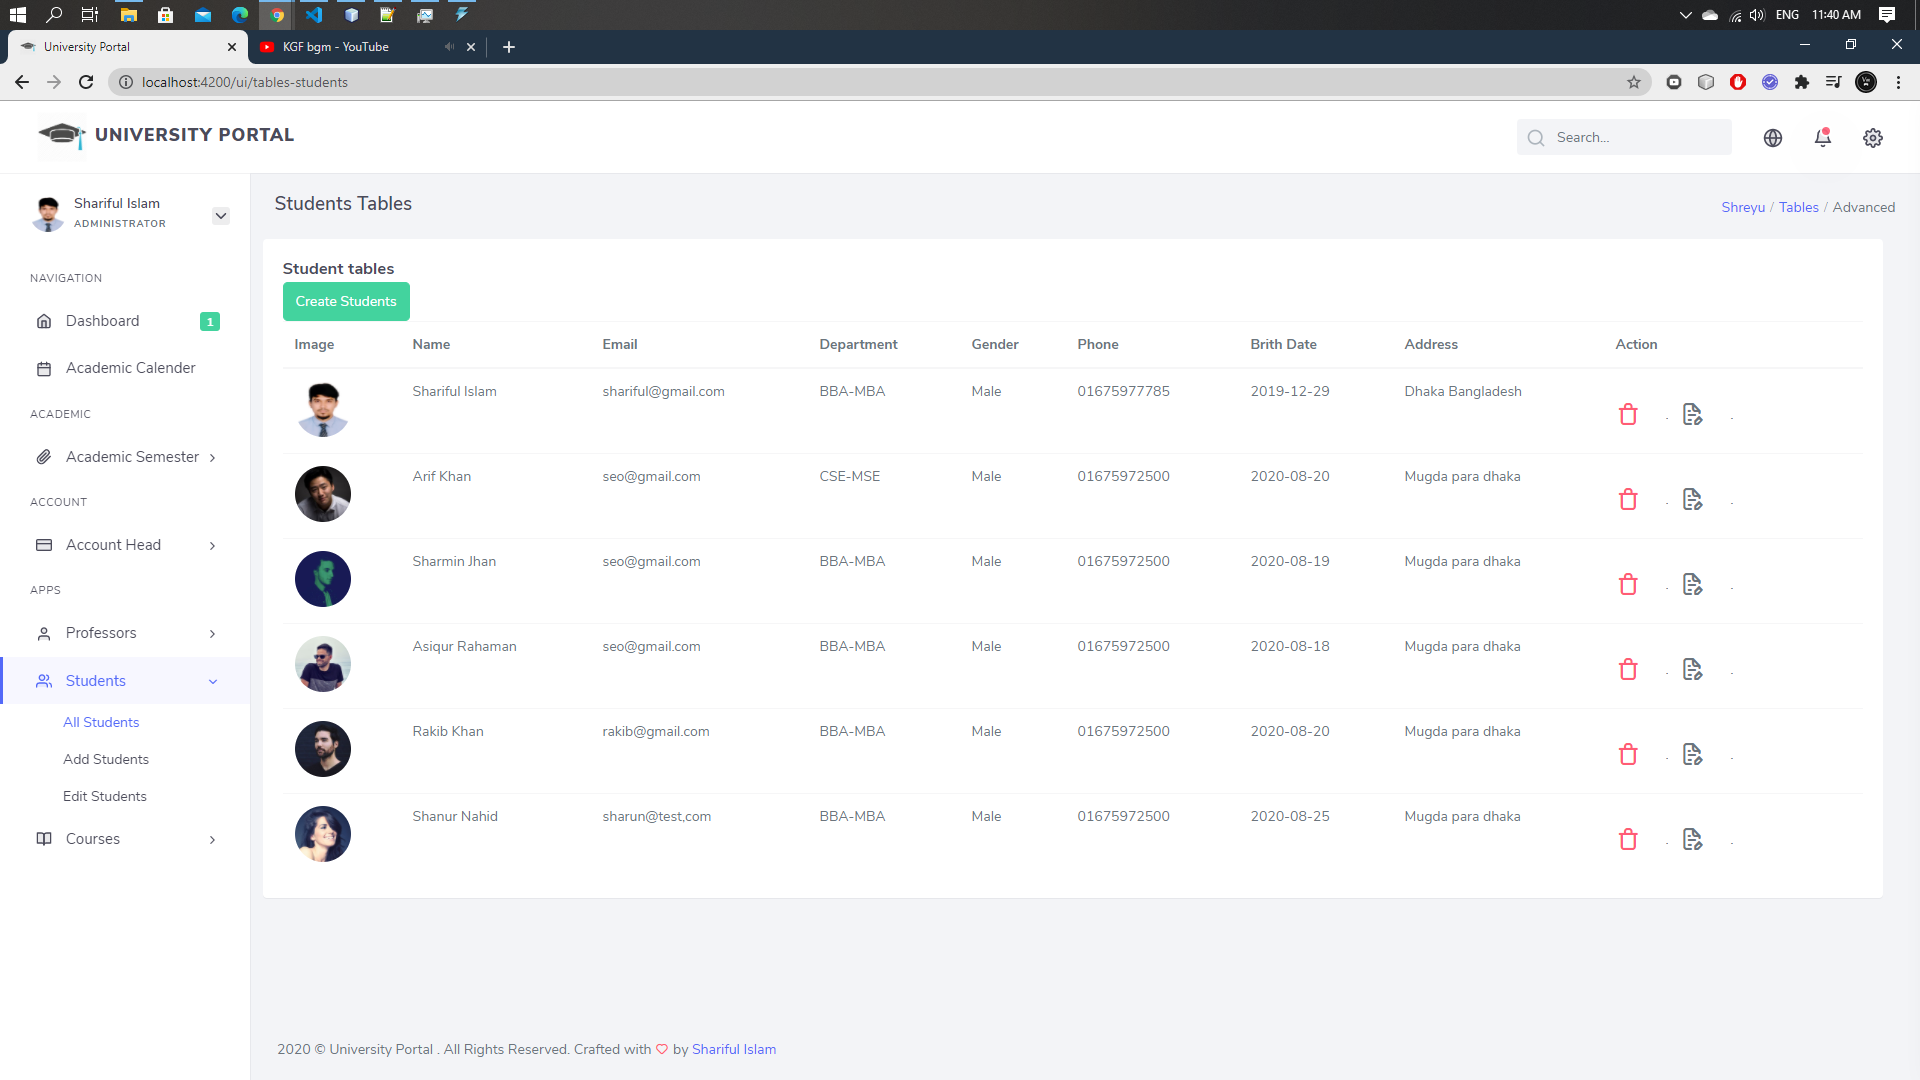 ENG 11:40 AM
University Portal
KGF bgm - YouTube
localhost:4200/ui/tables-students
UNIVERSITY PORTAL
Search...
Shariful Islam
ADMINISTRATOR
Students Tables
Shreyu / Tables / Advanced
NAVIGATION
Dashboard 1
Academic Calender
ACADEMIC
Academic Semester
ACCOUNT
Account Head
APPS
Professors
Students
All Students
Add Students
Edit Students
Courses
Student tables
Create Students
Image Name Email Department Gender Phone Brith Date Address Action
Shariful Islam shariful@gmail.com BBA-MBA Male 01675977785 2019-12-29 Dhaka Bangladesh . .
Arif Khan seo@gmail.com CSE-MSE Male 01675972500 2020-08-20 Mugda para dhaka . .
Sharmin Jhan seo@gmail.com BBA-MBA Male 01675972500 2020-08-19 Mugda para dhaka . .
Asiqur Rahaman seo@gmail.com BBA-MBA Male 01675972500 2020-08-18 Mugda para dhaka . .
Rakib Khan rakib@gmail.com BBA-MBA Male 01675972500 2020-08-20 Mugda para dhaka . .
Shanur Nahid sharun@test,com BBA-MBA Male 01675972500 2020-08-25 Mugda para dhaka . .
2020 © University Portal . All Rights Reserved. Crafted with ♡ by Shariful Islam